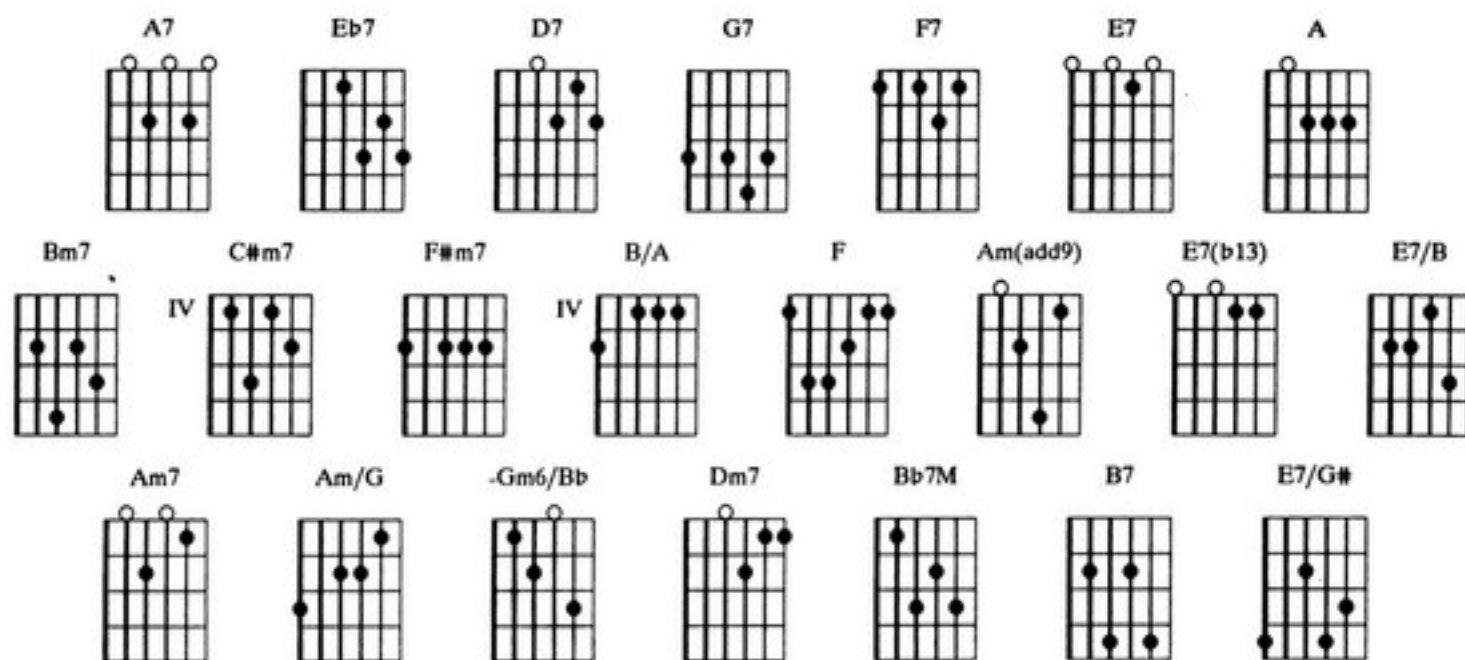 A7 Eb7 D7 G7 F7 E7 A
Bm7 C#m7 F#m7 B/A F Am(add9) E7(b13) E7/B
IV IV
Am7 Am/G -Gm6/Bb Dm7 Bb7M B7 E7/G#